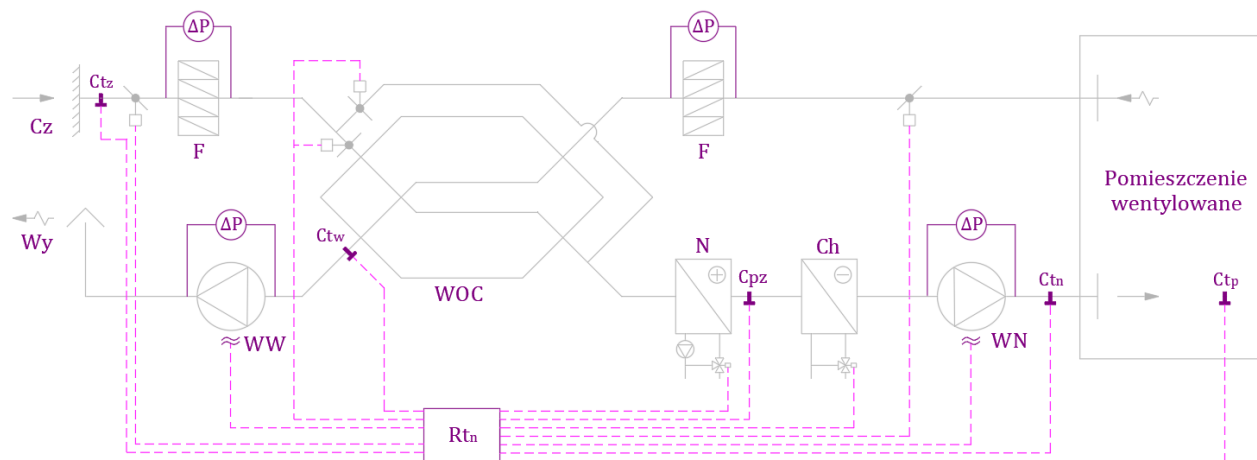 ΔP
ΔP
Ctz
Cz
F
F
Pomieszczenie
wentylowane
ΔP
ΔP
Wy
Ctw
N
Ch
Cpz
Ctn
Ctp
WOC
WW
WN
Rtn